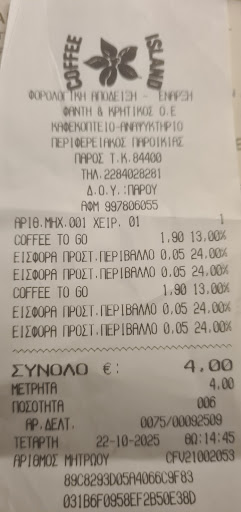 COFFEE ISLAND
ΦΟΡΟΛΟΓΙΚΗ ΑΠΟΔΕΙΞΗ - ΕΝΑΡΞΗ
ΦΑΝΤΗ & ΚΡΗΤΙΚΟΣ Ο.Ε
ΚΑΦΕΚΟΠΤΕΙΟ-ΑΝΑΨΥΚΤΗΡΙΟ
ΠΕΡΙΦΕΡΕΙΑΚΟΣ ΠΑΡΟΙΚΙΑΣ
ΠΑΡΟΣ Τ.Κ.84400
ΤΗΛ.2284028281
Δ.Ο.Υ.:ΠΑΡΟΥ
ΑΦΜ 997806055
ΑΡΙΘ.ΜΗΧ.001 ΧΕΙΡ. 01 1
COFFEE TO GO 1,90 13.00%
ΕΙΣΦΟΡΑ ΠΡΟΣΤ.ΠΕΡΙΒΑΛΛΟ 0.05 24.00%
ΕΙΣΦΟΡΑ ΠΡΟΣΤ.ΠΕΡΙΒΑΛΛΟ 0.05 24.00%
COFFEE TO GO 1,90 13.00%
ΕΙΣΦΟΡΑ ΠΡΟΣΤ.ΠΕΡΙΒΑΛΛΟ 0.05 24.00%
ΕΙΣΦΟΡΑ ΠΡΟΣΤ.ΠΕΡΙΒΑΛΛΟ 0.05 24.00%
ΣΥΝΟΛΟ €: 4.00
ΜΕΤΡΗΤΑ 4.00
ΠΟΣΟΤΗΤΑ 006
ΑΡ.ΔΕΛΤ. 0075/00092509
ΤΕΤΑΡΤΗ 22-10-2025 08:14:45
ΑΡΙΘΜΟΣ ΜΗΤΡΩΟΥ CFV21002053
89C8293D05A4066C9F83
031B6F0958EF2B50E38D